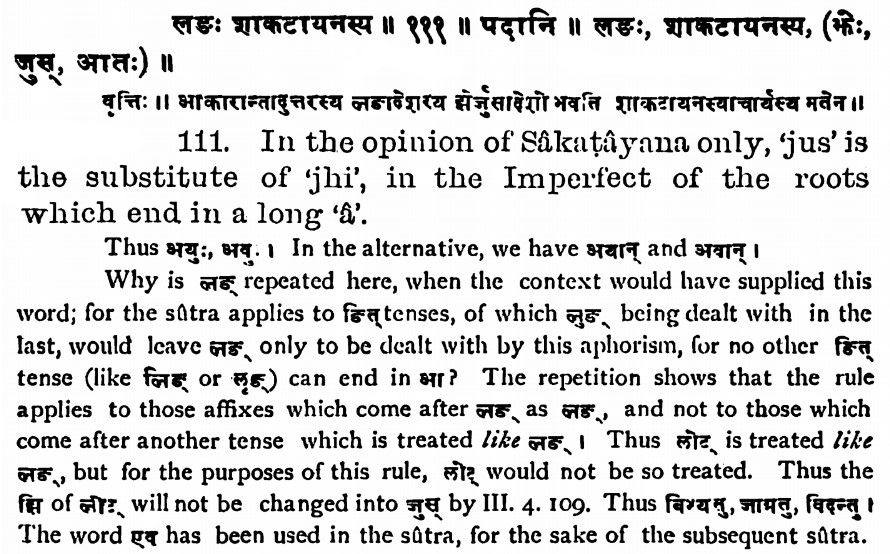 लङः शाकटायनस्य ॥ १११ ॥ पदानि ॥ लङः, शाकटायनस्य, (झेः,
जुस्, आतः) ॥
वृत्तिः ॥ आकारान्तादुत्तरस्य लङादेशस्य झेर्जुसादेशो भवति शाकटायनस्याचार्यस्य मतेन॥
111. In the opinion of Sâkaṭâyana only, 'jus' is
the substitute of 'jhi', in the Imperfect of the roots
which end in a long 'â'.
Thus अयुः, अवुः । In the alternative, we have अयान् and अवान् ।
Why is लङ् repeated here, when the context would have supplied this
word; for the sûtra applies to ङित् tenses, of which लुङ् being dealt with in the
last, would leave लङ् only to be dealt with by this aphorism, for no other ङित्
tense (like लिङ् or लृङ्) can end in आ? The repetition shows that the rule
applies to those affixes which come after लङ् as लङ्, and not to those which
come after another tense which is treated like लङ् । Thus लोट् is treated like
लङ्, but for the purposes of this rule, लोट् would not be so treated. Thus the
झि of लोट् will not be changed into जुस् by III. 4. 109. Thus बिभ्यतु, जाग्रतु, विदन्तु ।
The word एव has been used in the sûtra, for the sake of the subsequent sûtra.